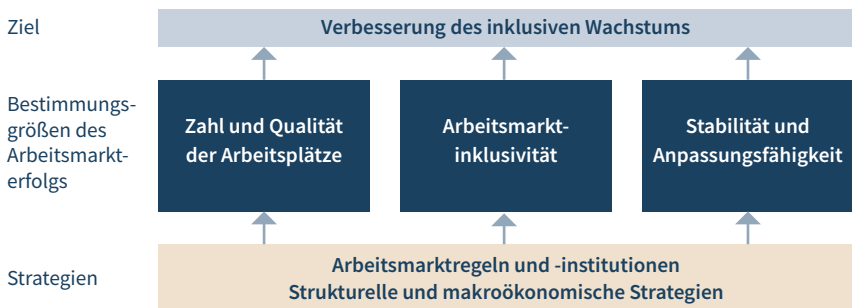 Ziel
Verbesserung des inklusiven Wachstums
Bestimmungs-
größen des
Arbeitsmarkt-
erfolgs
Zahl und Qualität
der Arbeitsplätze
Arbeitsmarkt-
inklusivität
Stabilität und
Anpassungsfähigkeit
Strategien
Arbeitsmarktregeln und -institutionen
Strukturelle und makroökonomische Strategien